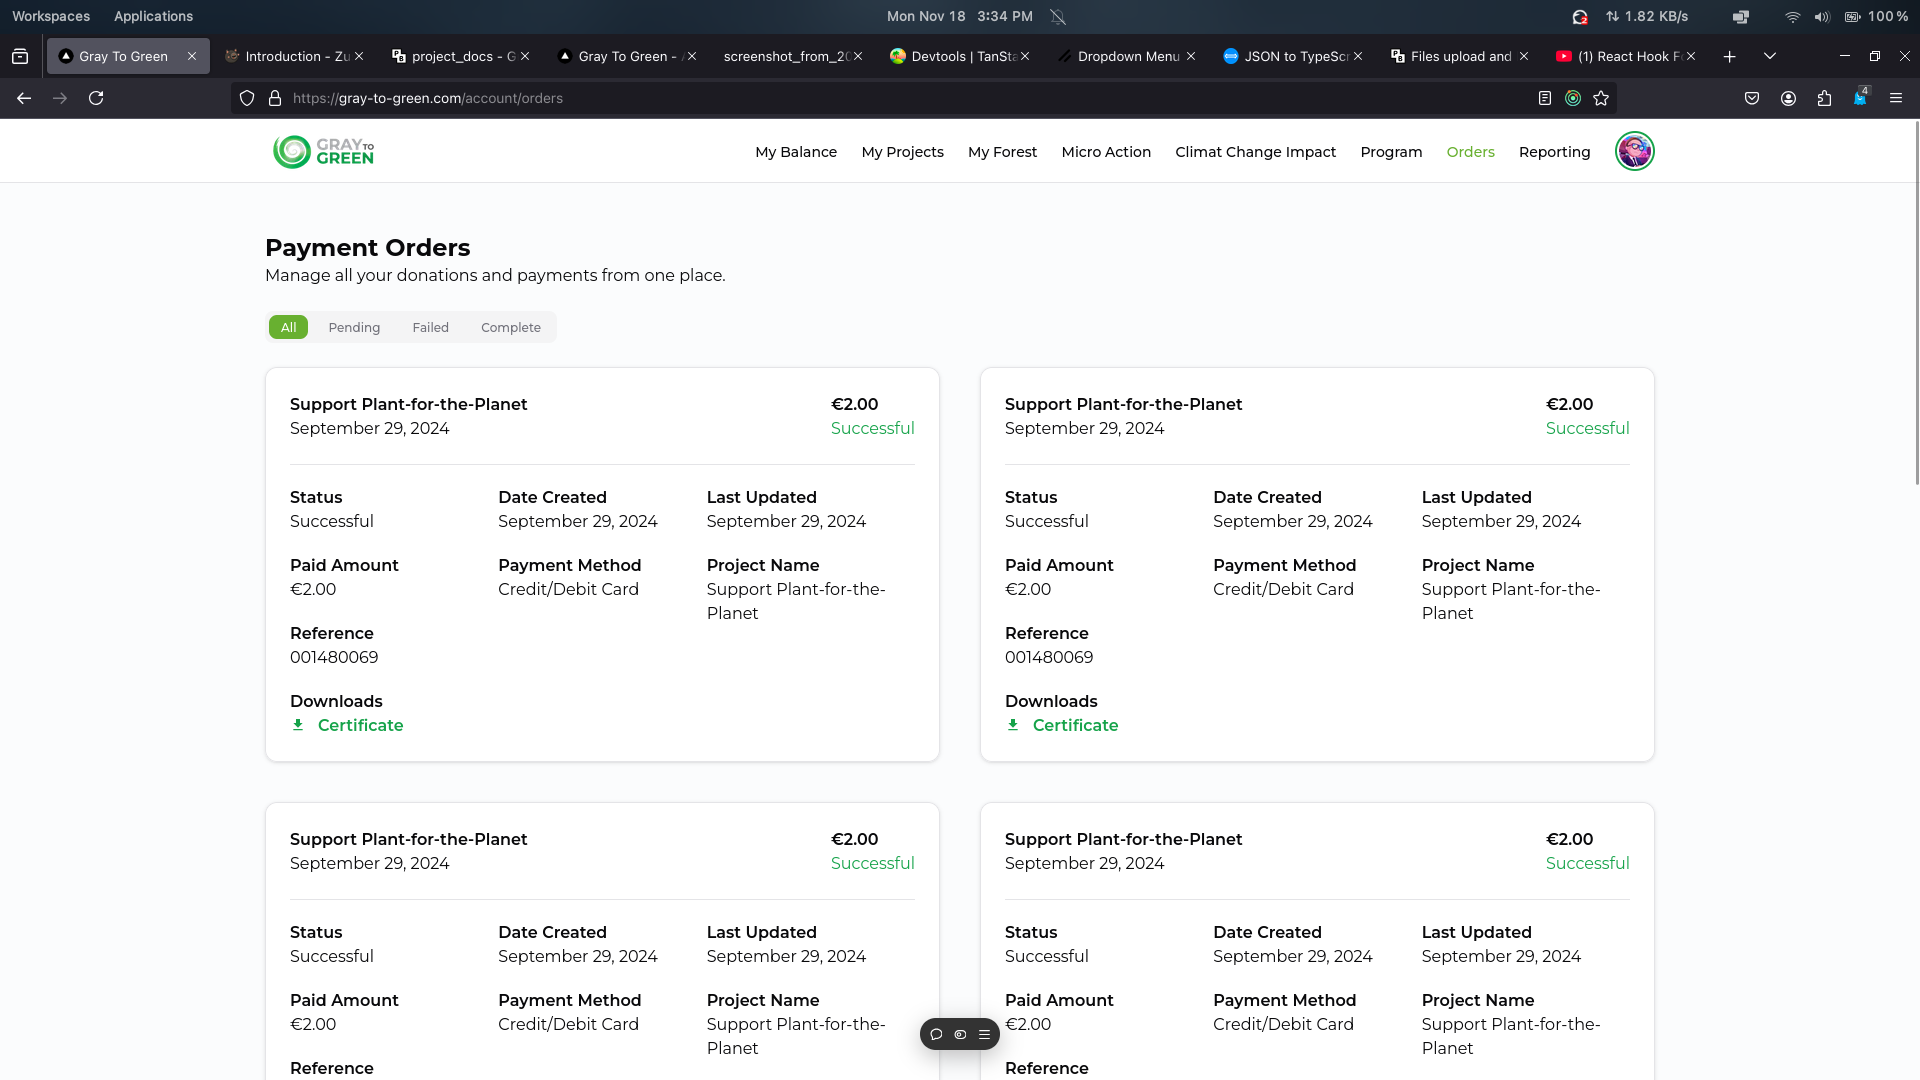 Workspaces Applications Mon Nov 18 3:34 PM 2 1.82 KB/s 100 %
Gray To Green Introduction - Zu project_docs - G Gray To Green - screenshot_from_20 Devtools | TanSta Dropdown Menu JSON to TypeScr Files upload and (1) React Hook Fo
https://gray-to-green.com/account/orders 4
GRAY TO GREEN
My Balance My Projects My Forest Micro Action Climat Change Impact Program Orders Reporting
Payment Orders
Manage all your donations and payments from one place.
All Pending Failed Complete
Support Plant-for-the-Planet €2.00
September 29, 2024 Successful
Status Date Created Last Updated
Successful September 29, 2024 September 29, 2024
Paid Amount Payment Method Project Name
€2.00 Credit/Debit Card Support Plant-for-the-
Planet
Reference
001480069
Downloads
Certificate
Support Plant-for-the-Planet €2.00
September 29, 2024 Successful
Status Date Created Last Updated
Successful September 29, 2024 September 29, 2024
Paid Amount Payment Method Project Name
€2.00 Credit/Debit Card Support Plant-for-the-
Planet
Reference
001480069
Downloads
Certificate
Support Plant-for-the-Planet €2.00
September 29, 2024 Successful
Status Date Created Last Updated
Successful September 29, 2024 September 29, 2024
Paid Amount Payment Method Project Name
€2.00 Credit/Debit Card Support Plant-for-the-
Planet
Reference
Support Plant-for-the-Planet €2.00
September 29, 2024 Successful
Status Date Created Last Updated
Successful September 29, 2024 September 29, 2024
Paid Amount Payment Method Project Name
€2.00 Credit/Debit Card Support Plant-for-the-
Planet
Reference